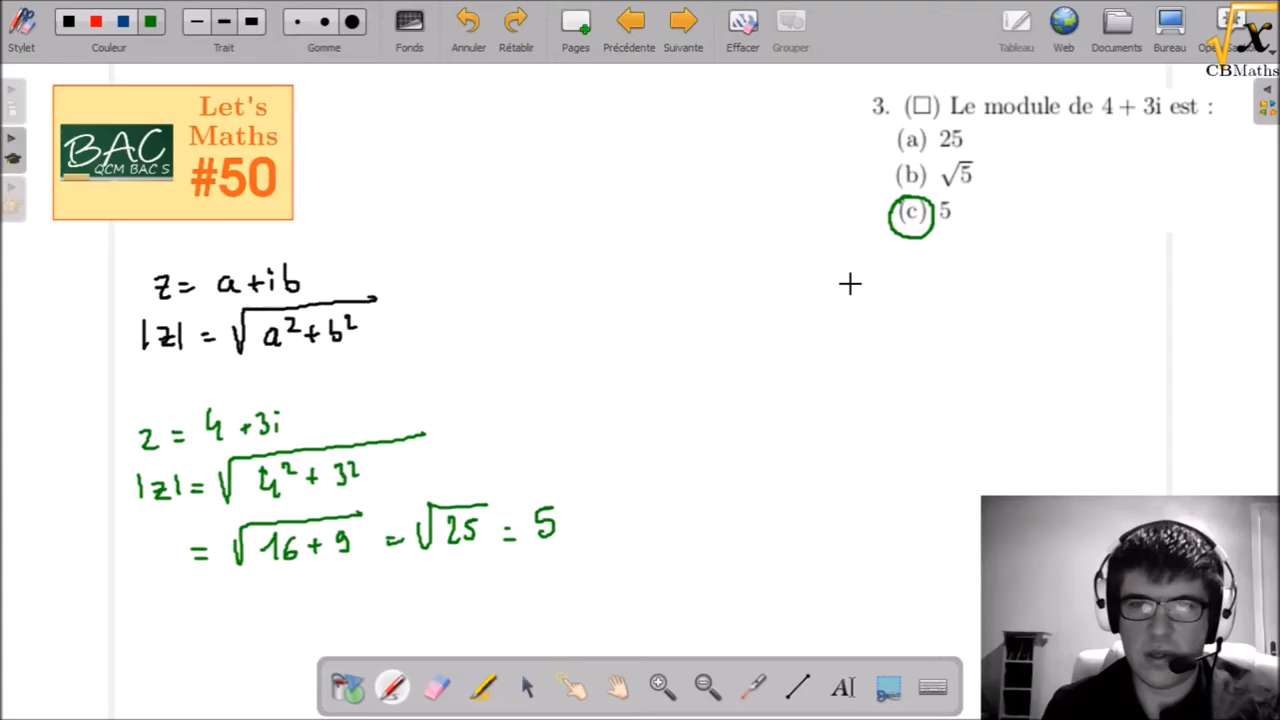 Stylet
Couleur
Trait
Gomme
Fonds
Annuler
Rétablir
Pages
Précédente
Suivante
Effacer
Grouper
Tableau
Web
Documents
Bureau
√x
CBMaths
Let's
Maths
#50
BAC
QCM BAC S
3. (□) Le module de 4 + 3i est :
(a) 25
(b) √5
(c) 5
z = a+ib
|z| = √a²+b²
z = 4 +3i
|z| = √4² + 3²
= √16+9 = √25 = 5
AI